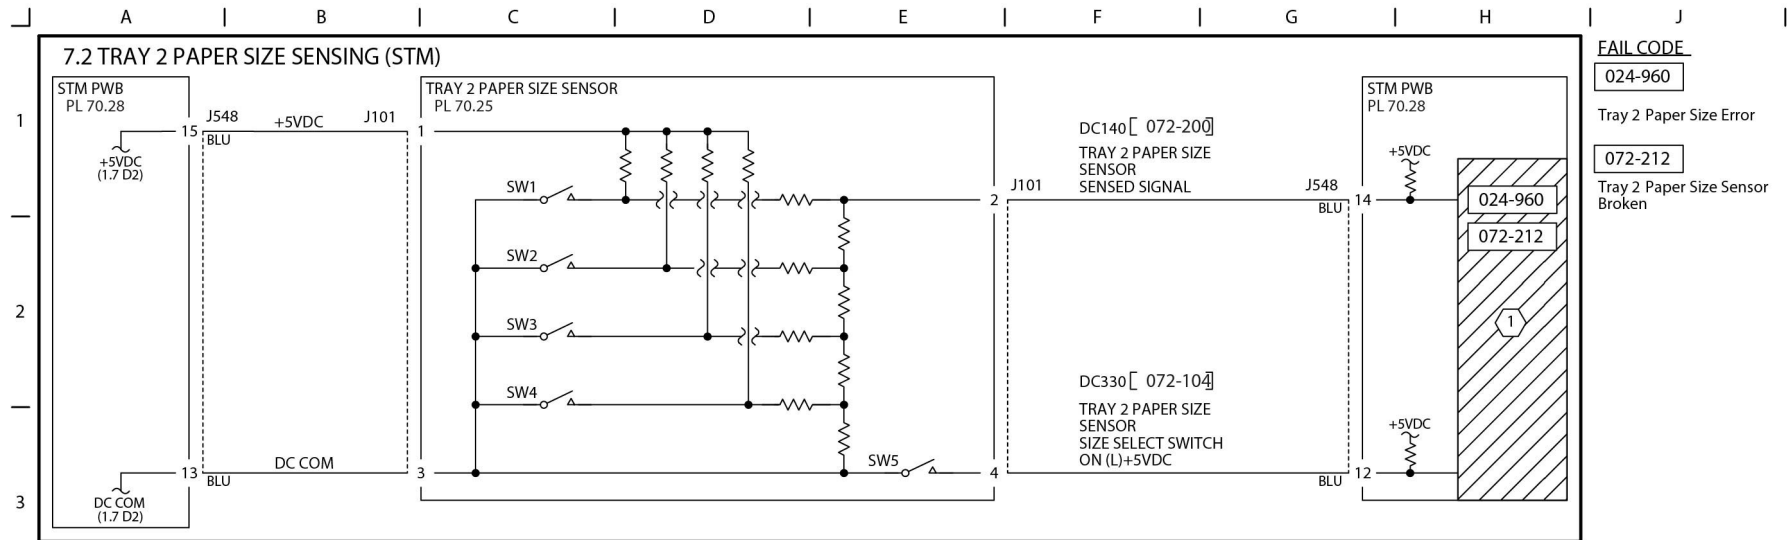 A B C D E F G H J
7.2 TRAY 2 PAPER SIZE SENSING (STM)
FAIL CODE
024-960
Tray 2 Paper Size Error
072-212
Tray 2 Paper Size Sensor
Broken
1
2
3
STM PWB
PL 70.28
+5VDC
(1.7 D2)
15
J548
BLU
+5VDC
J101
1
TRAY 2 PAPER SIZE SENSOR
PL 70.25
SW1
SW2
SW3
SW4
SW5
2
J101
DC140[ 072-200]
TRAY 2 PAPER SIZE
SENSOR
SENSED SIGNAL
J548
BLU
14
STM PWB
PL 70.28
+5VDC
024-960
072-212
1
DC330[ 072-104]
TRAY 2 PAPER SIZE
SENSOR
SIZE SELECT SWITCH
ON (L)+5VDC
4
BLU
12
+5VDC
DC COM
(1.7 D2)
13
BLU
DC COM
3